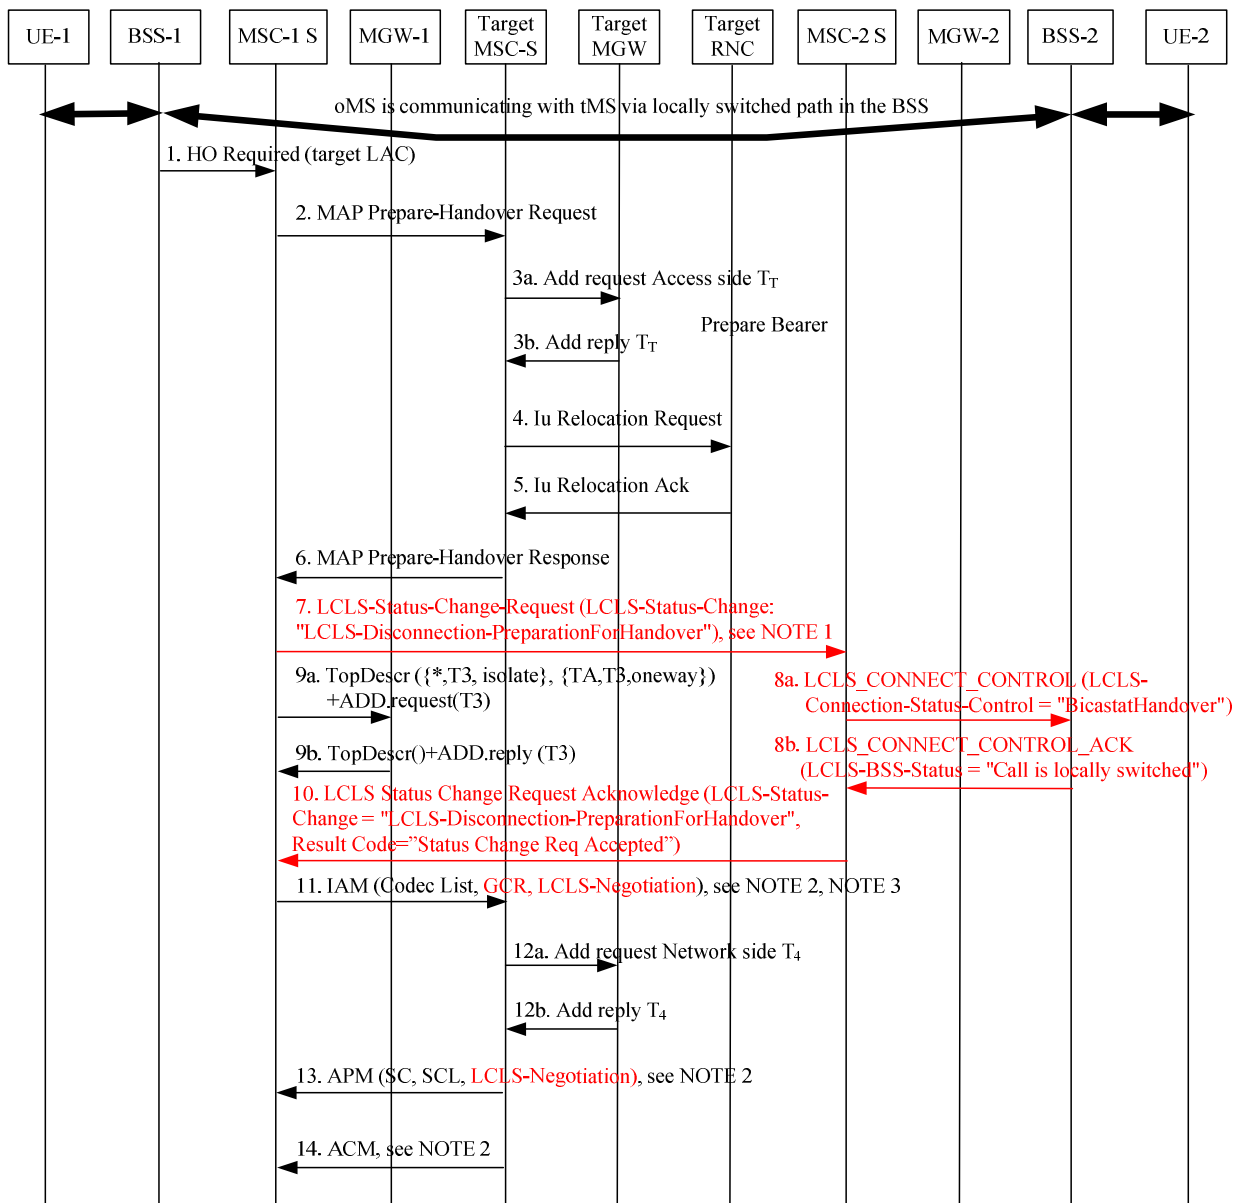 UE-1
BSS-1
MSC-1 S
MGW-1
Target
MSC-S
Target
MGW
Target
RNC
MSC-2 S
MGW-2
BSS-2
UE-2
oMS is communicating with tMS via locally switched path in the BSS
1. HO Required (target LAC)
2. MAP Prepare-Handover Request
3a. Add request Access side TT
Prepare Bearer
3b. Add reply TT
4. Iu Relocation Request
5. Iu Relocation Ack
6. MAP Prepare-Handover Response
7. LCLS-Status-Change-Request (LCLS-Status-Change:
"LCLS-Disconnection-PreparationForHandover"), see NOTE 1
9a. TopDescr ({*,T3, isolate}, {TA,T3,oneway})
+ADD.request(T3)
8a. LCLS_CONNECT_CONTROL (LCLS-
Connection-Status-Control = "BicastatHandover")
9b. TopDescr()+ADD.reply (T3)
8b. LCLS_CONNECT_CONTROL_ACK
(LCLS-BSS-Status = "Call is locally switched")
10. LCLS Status Change Request Acknowledge (LCLS-Status-
Change = "LCLS-Disconnection-PreparationForHandover",
Result Code=”Status Change Req Accepted”)
11. IAM (Codec List, GCR, LCLS-Negotiation), see NOTE 2, NOTE 3
12a. Add request Network side T4
12b. Add reply T4
13. APM (SC, SCL, LCLS-Negotiation), see NOTE 2
14. ACM, see NOTE 2